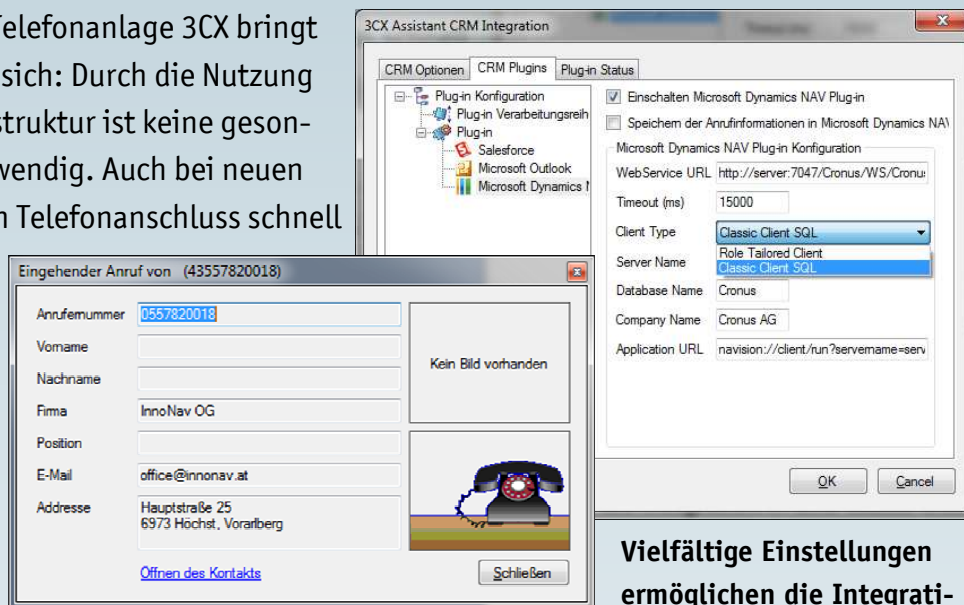 Telefonanlage 3CX bringt
sich: Durch die Nutzung
struktur ist keine geson-
wendig. Auch bei neuen
n Telefonanschluss schnell
3CX Assistant CRM Integration
CRM Optionen CRM Plugins Plug-in Status
Plug-in Konfiguration
Plug-in Verarbeitungsreih
Plug-in
Salesforce
Microsoft Outlook
Microsoft Dynamics N
Einschalten Microsoft Dynamics NAV Plug-in
Speichern der Anrufinformationen in Microsoft Dynamics NAV
Microsoft Dynamics NAV Plug-in Konfiguration
WebService URL http://server:7047/Cronus/WS/Cronus
Timeout (ms) 15000
Client Type Classic Client SQL
Role Tailored Client
Classic Client SQL
Server Name
Database Name Cronus
Company Name Cronus AG
Application URL navision://client/run?servername=serv
OK Cancel
Eingehender Anruf von (43557820018)
Anrufernummer 0557820018
Vorname
Nachname
Firma InnoNav OG
Position
E-Mail office@innonav.at
Addresse Hauptstraße 25
6973 Höchst, Vorarlberg
Kein Bild vorhanden
Öffnen des Kontakts Schließen
Vielfältige Einstellungen
ermöglichen die Integrati-